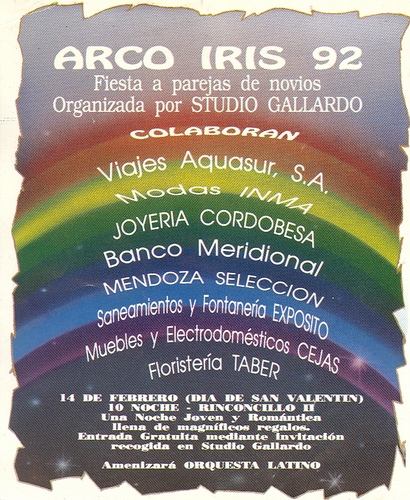 ARCO IRIS 92
Fiesta a parejas de novios
Organizada por STUDIO GALLARDO
COLABORAN
Viajes Aquasur, S.A.
Modas INMA
JOYERIA CORDOBESA
Banco Meridional
MENDOZA SELECCION
Saneamientos y Fontanería EXPOSITO
Muebles y Electrodomésticos CEJAS
Floristería TABER
14 DE FEBRERO (DIA DE SAN VALENTIN)
10 NOCHE - RINCONCILLO II
Una Noche Joven y Romántica
llena de magníficos regalos.
Entrada Gratuita mediante invitación
recogida en Studio Gallardo
Amenizará ORQUESTA LATINO